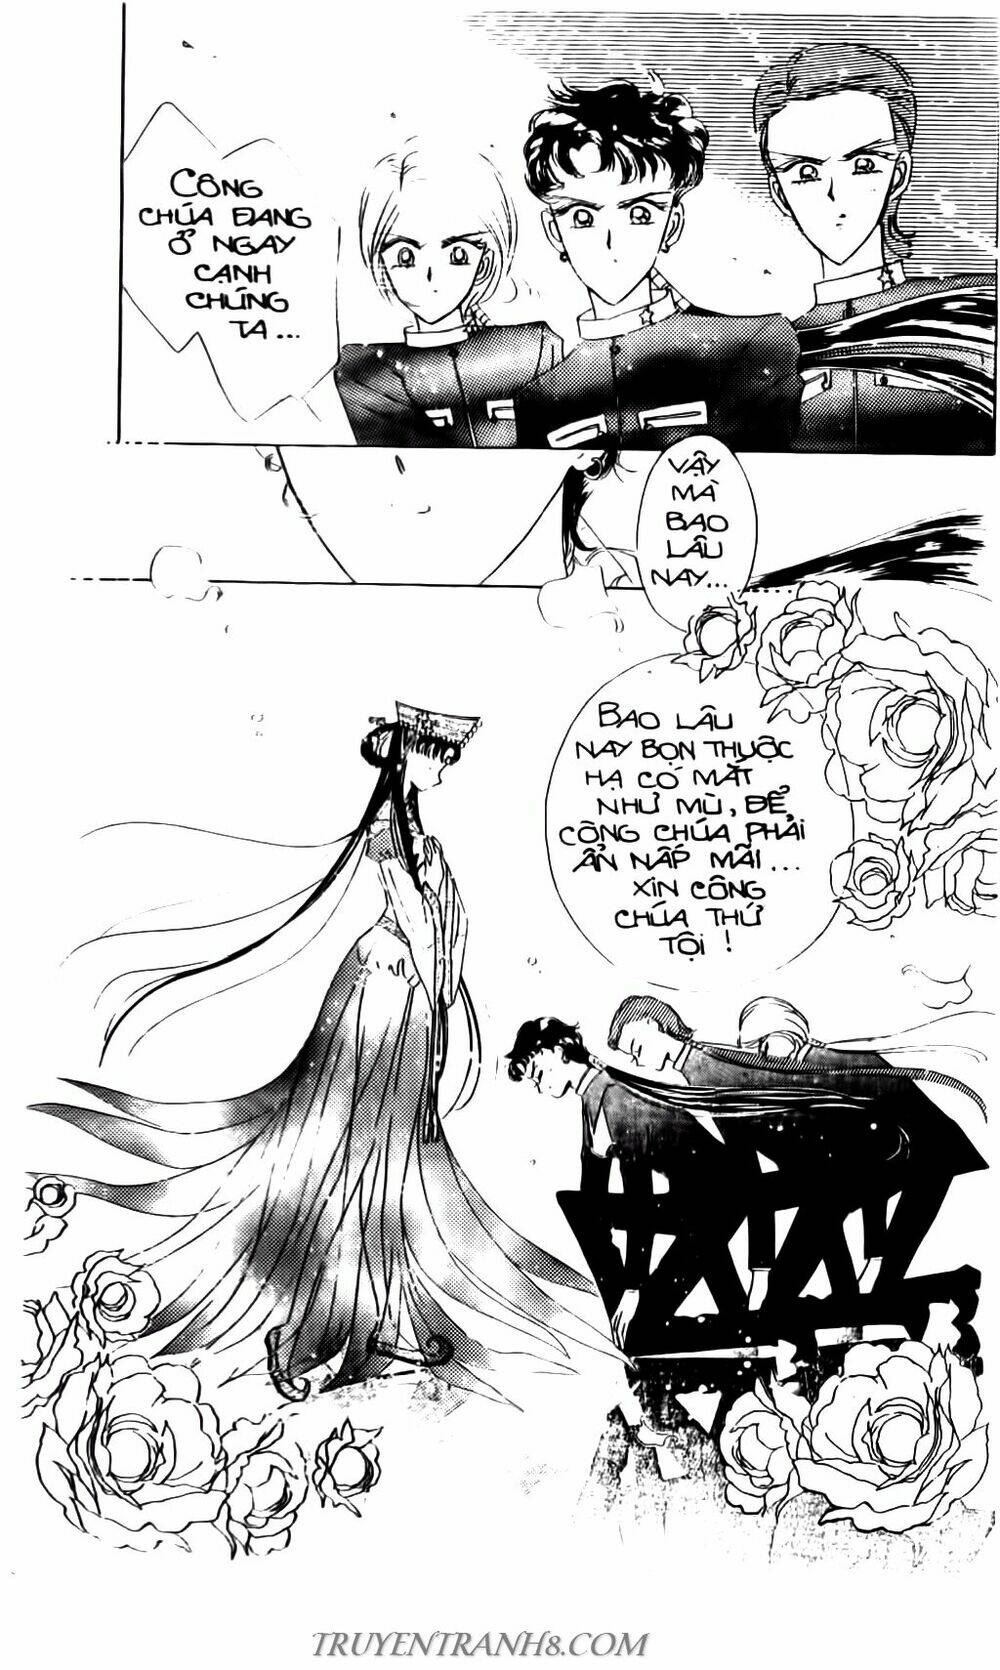 CÔNG
CHÚA ĐANG
Ở NGAY
CẠNH
CHÚNG
TA...
VẬY
MÀ
BAO
LÂU
NAY...
BAO LÂU
NAY BỌN THUỘC
HẠ CÓ MẮT
NHƯ MÙ, ĐỂ
CÔNG CHÚA PHẢI
ẨN NẤP MÃI...
XIN CÔNG
CHÚA THỨ
TỘI !
TRUYENTRANH8.COM